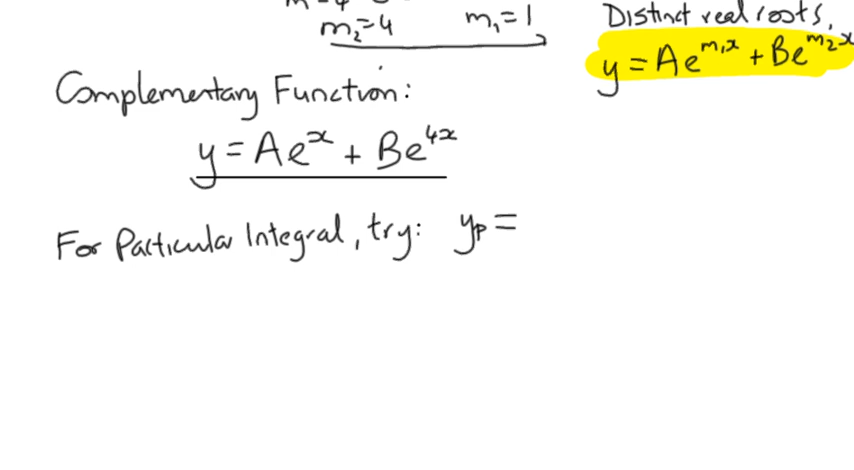 m₂=4 m₁=1
Distinct real roots,
y = Ae^m₁x + Be^m₂x
Complementary Function:
y = Ae^x + Be^4x
For Particular Integral, try: yₚ =